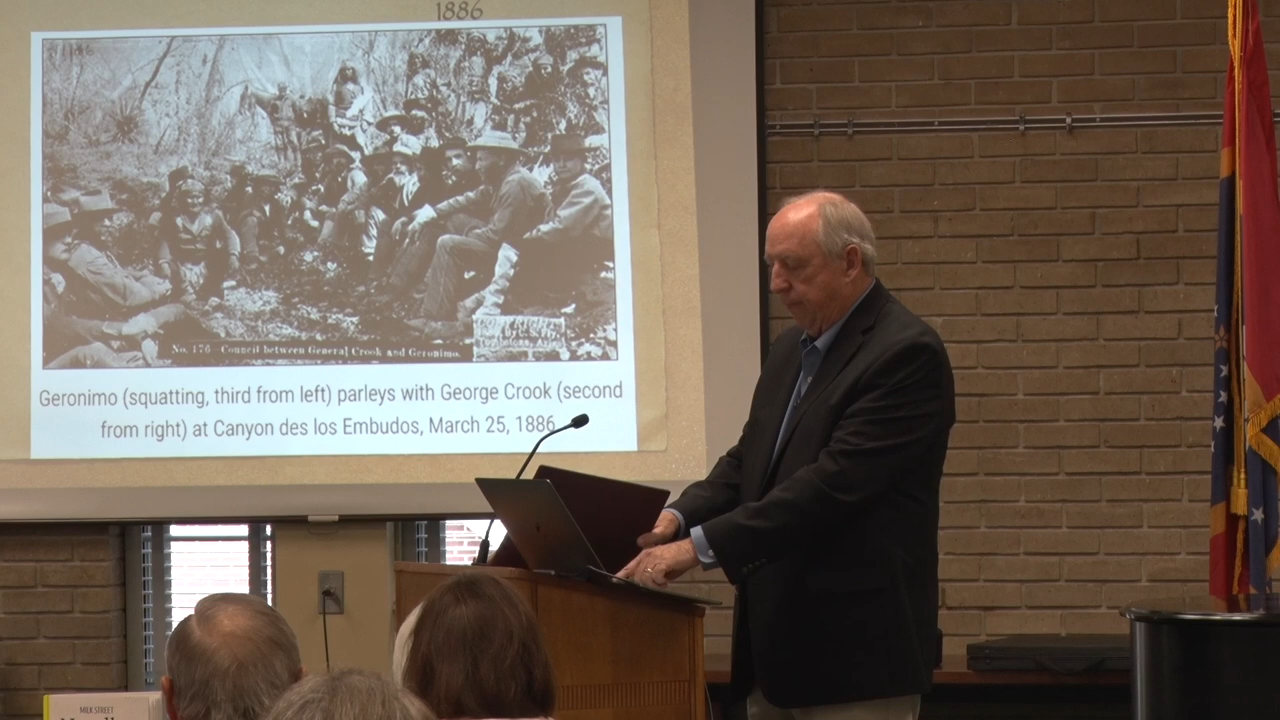 1886
No. 176 Council between General Crook and Geronimo.
Geronimo (squatting, third from left) parleys with George Crook (second
from right) at Canyon des los Embudos, March 25, 1886
MILK STREET